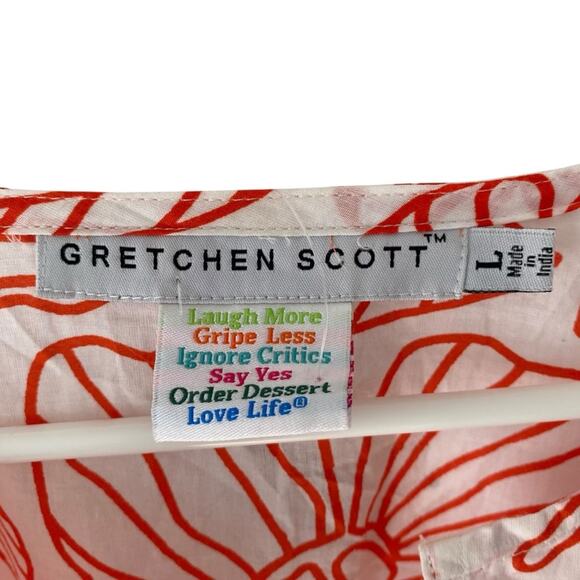 GRETCHEN SCOTT™
L
Made
in
India
Laugh More
Gripe Less
Ignore Critics
Say Yes
Order Dessert
Love Life®